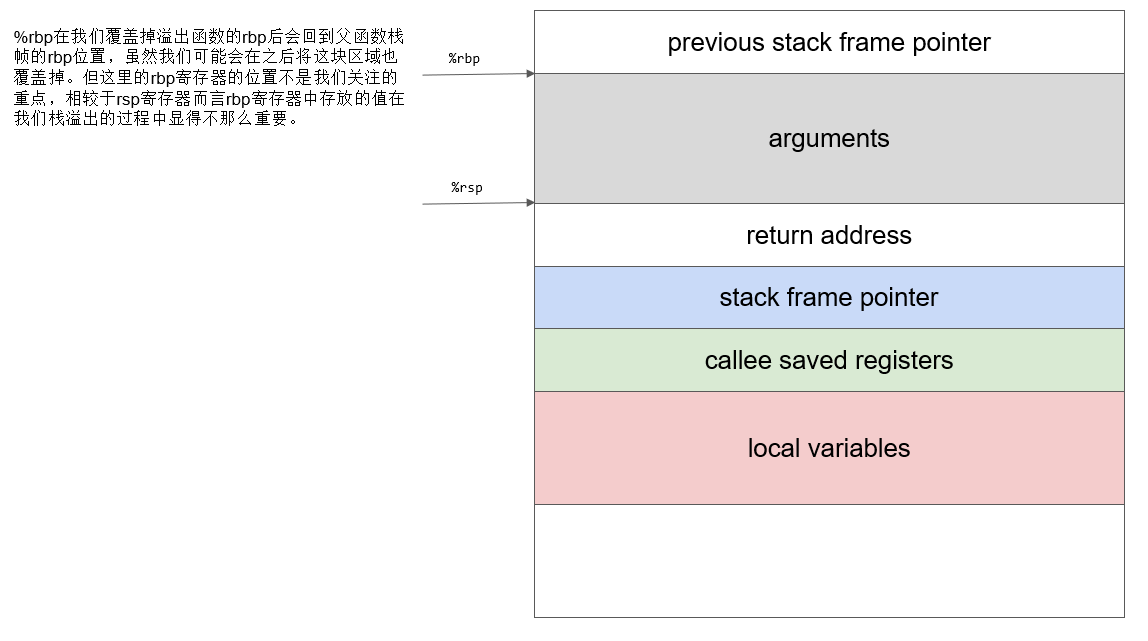 %rbp在我们覆盖掉溢出函数的rbp后会回到父函数栈
帧的rbp位置，虽然我们可能会在之后将这块区域也
覆盖掉。但这里的rbp寄存器的位置不是我们关注的
重点，相较于rsp寄存器而言rbp寄存器中存放的值在
我们栈溢出的过程中显得不那么重要。
previous stack frame pointer
%rbp
arguments
%rsp
return address
stack frame pointer
callee saved registers
local variables